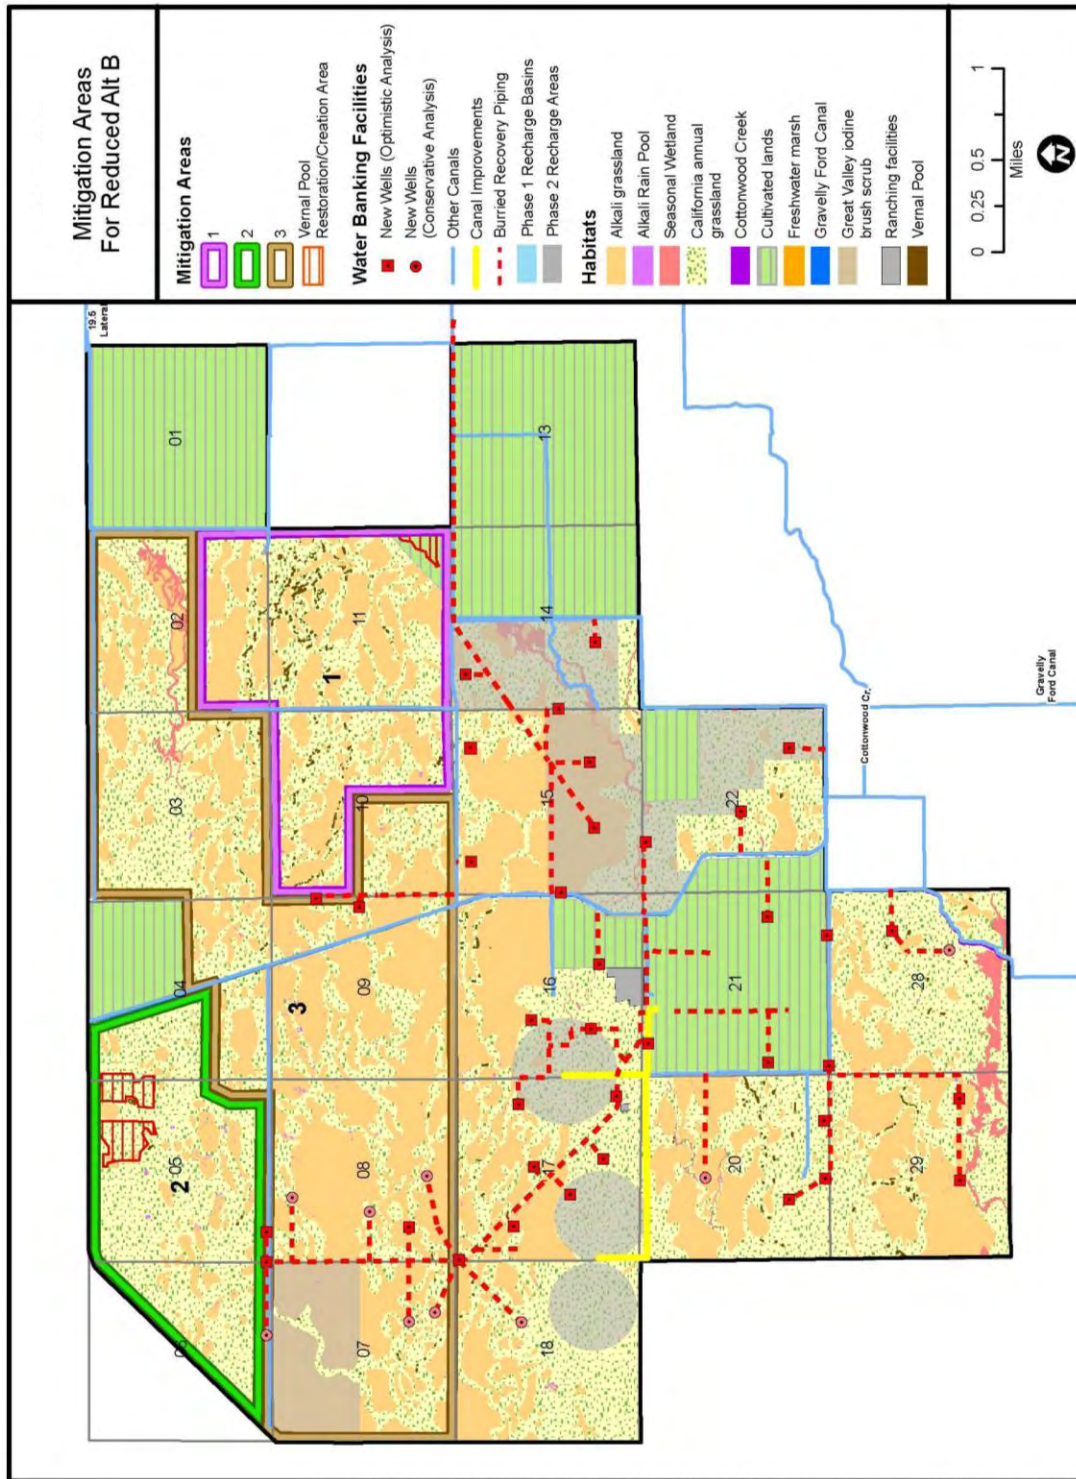 Mitigation Areas
For Reduced Alt B
Mitigation Areas
1
2
3
Vernal Pool
Restoration/Creation Area
Water Banking Facilities
New Wells (Optimistic Analysis)
New Wells
(Conservative Analysis)
Other Canals
Canal Improvements
Burried Recovery Piping
Phase 1 Recharge Basins
Phase 2 Recharge Areas
Habitats
Alkali grassland
Alkali Rain Pool
Seasonal Wetland
California annual
grassland
Cottonwood Creek
Cultivated lands
Freshwater marsh
Gravelly Ford Canal
Great Valley iodine
brush scrub
Ranching facilities
Vernal Pool
0 0.25 0.5 1
Miles
N
19.5
Lateral
01
02
03
04
05
06
2
1
3
11
10
09
08
07
13
14
15
16
17
18
22
21
20
28
29
Cottonwood Cr.
Gravelly
Ford Canal